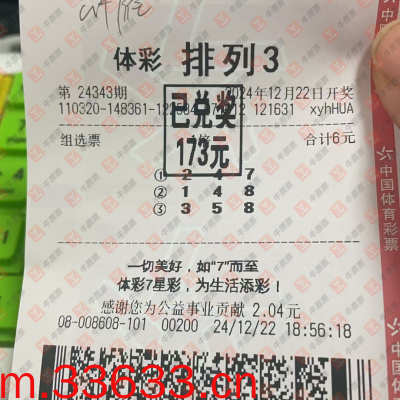 体彩 排列3
第 24343期 2024年12月22日开奖
110320-148361-122 12 121631 xyhHUA
已兑奖
173元
组选票 合计6元
① 2 4 7
② 1 4 8
③ 3 5 8
一切美好，如"7"而至
体彩7星彩，为生活添彩！
感谢您为公益事业贡献 2.04元
08-008608-101 00200 24/12/22 18:56:18
中国体育彩票
m.33633.cn